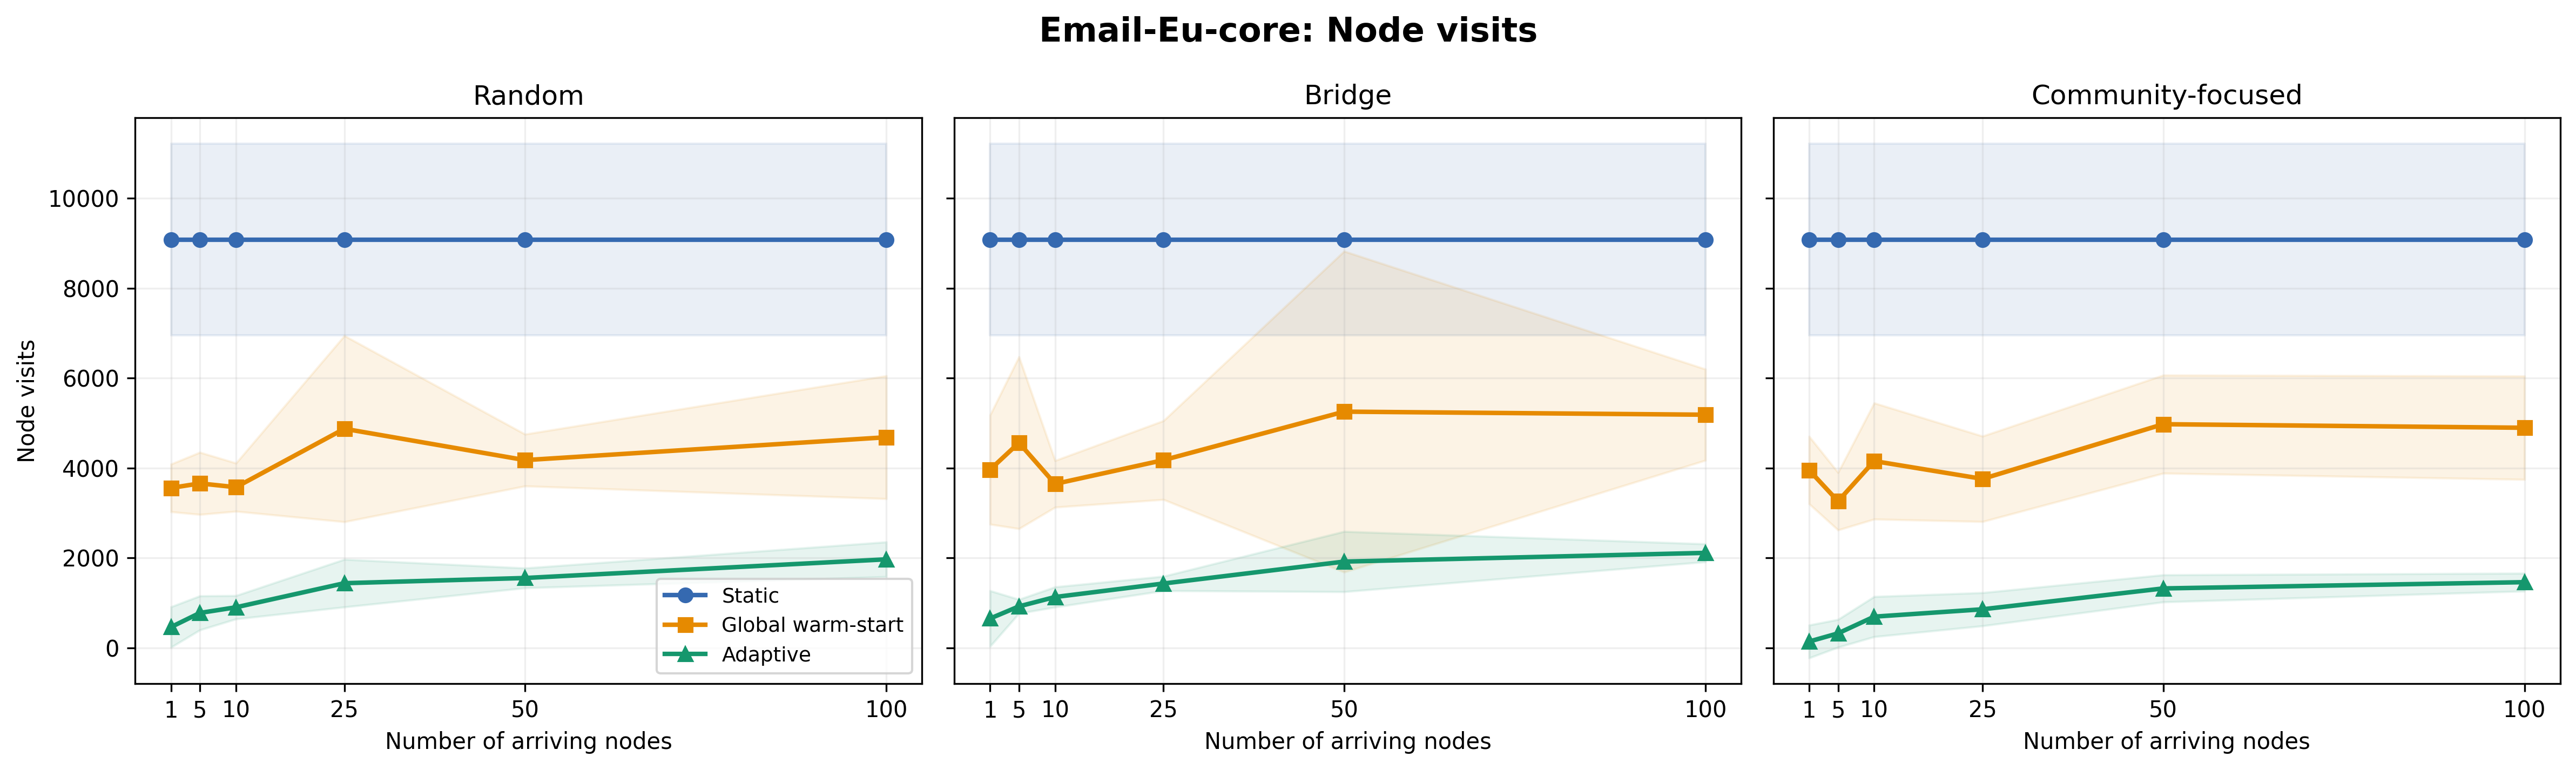 Email-Eu-core: Node visits
Random
Bridge
Community-focused
Node visits
10000
8000
6000
4000
2000
0
Static
Global warm-start
Adaptive
1 5 10 25 50 100
1 5 10 25 50 100
1 5 10 25 50 100
Number of arriving nodes
Number of arriving nodes
Number of arriving nodes